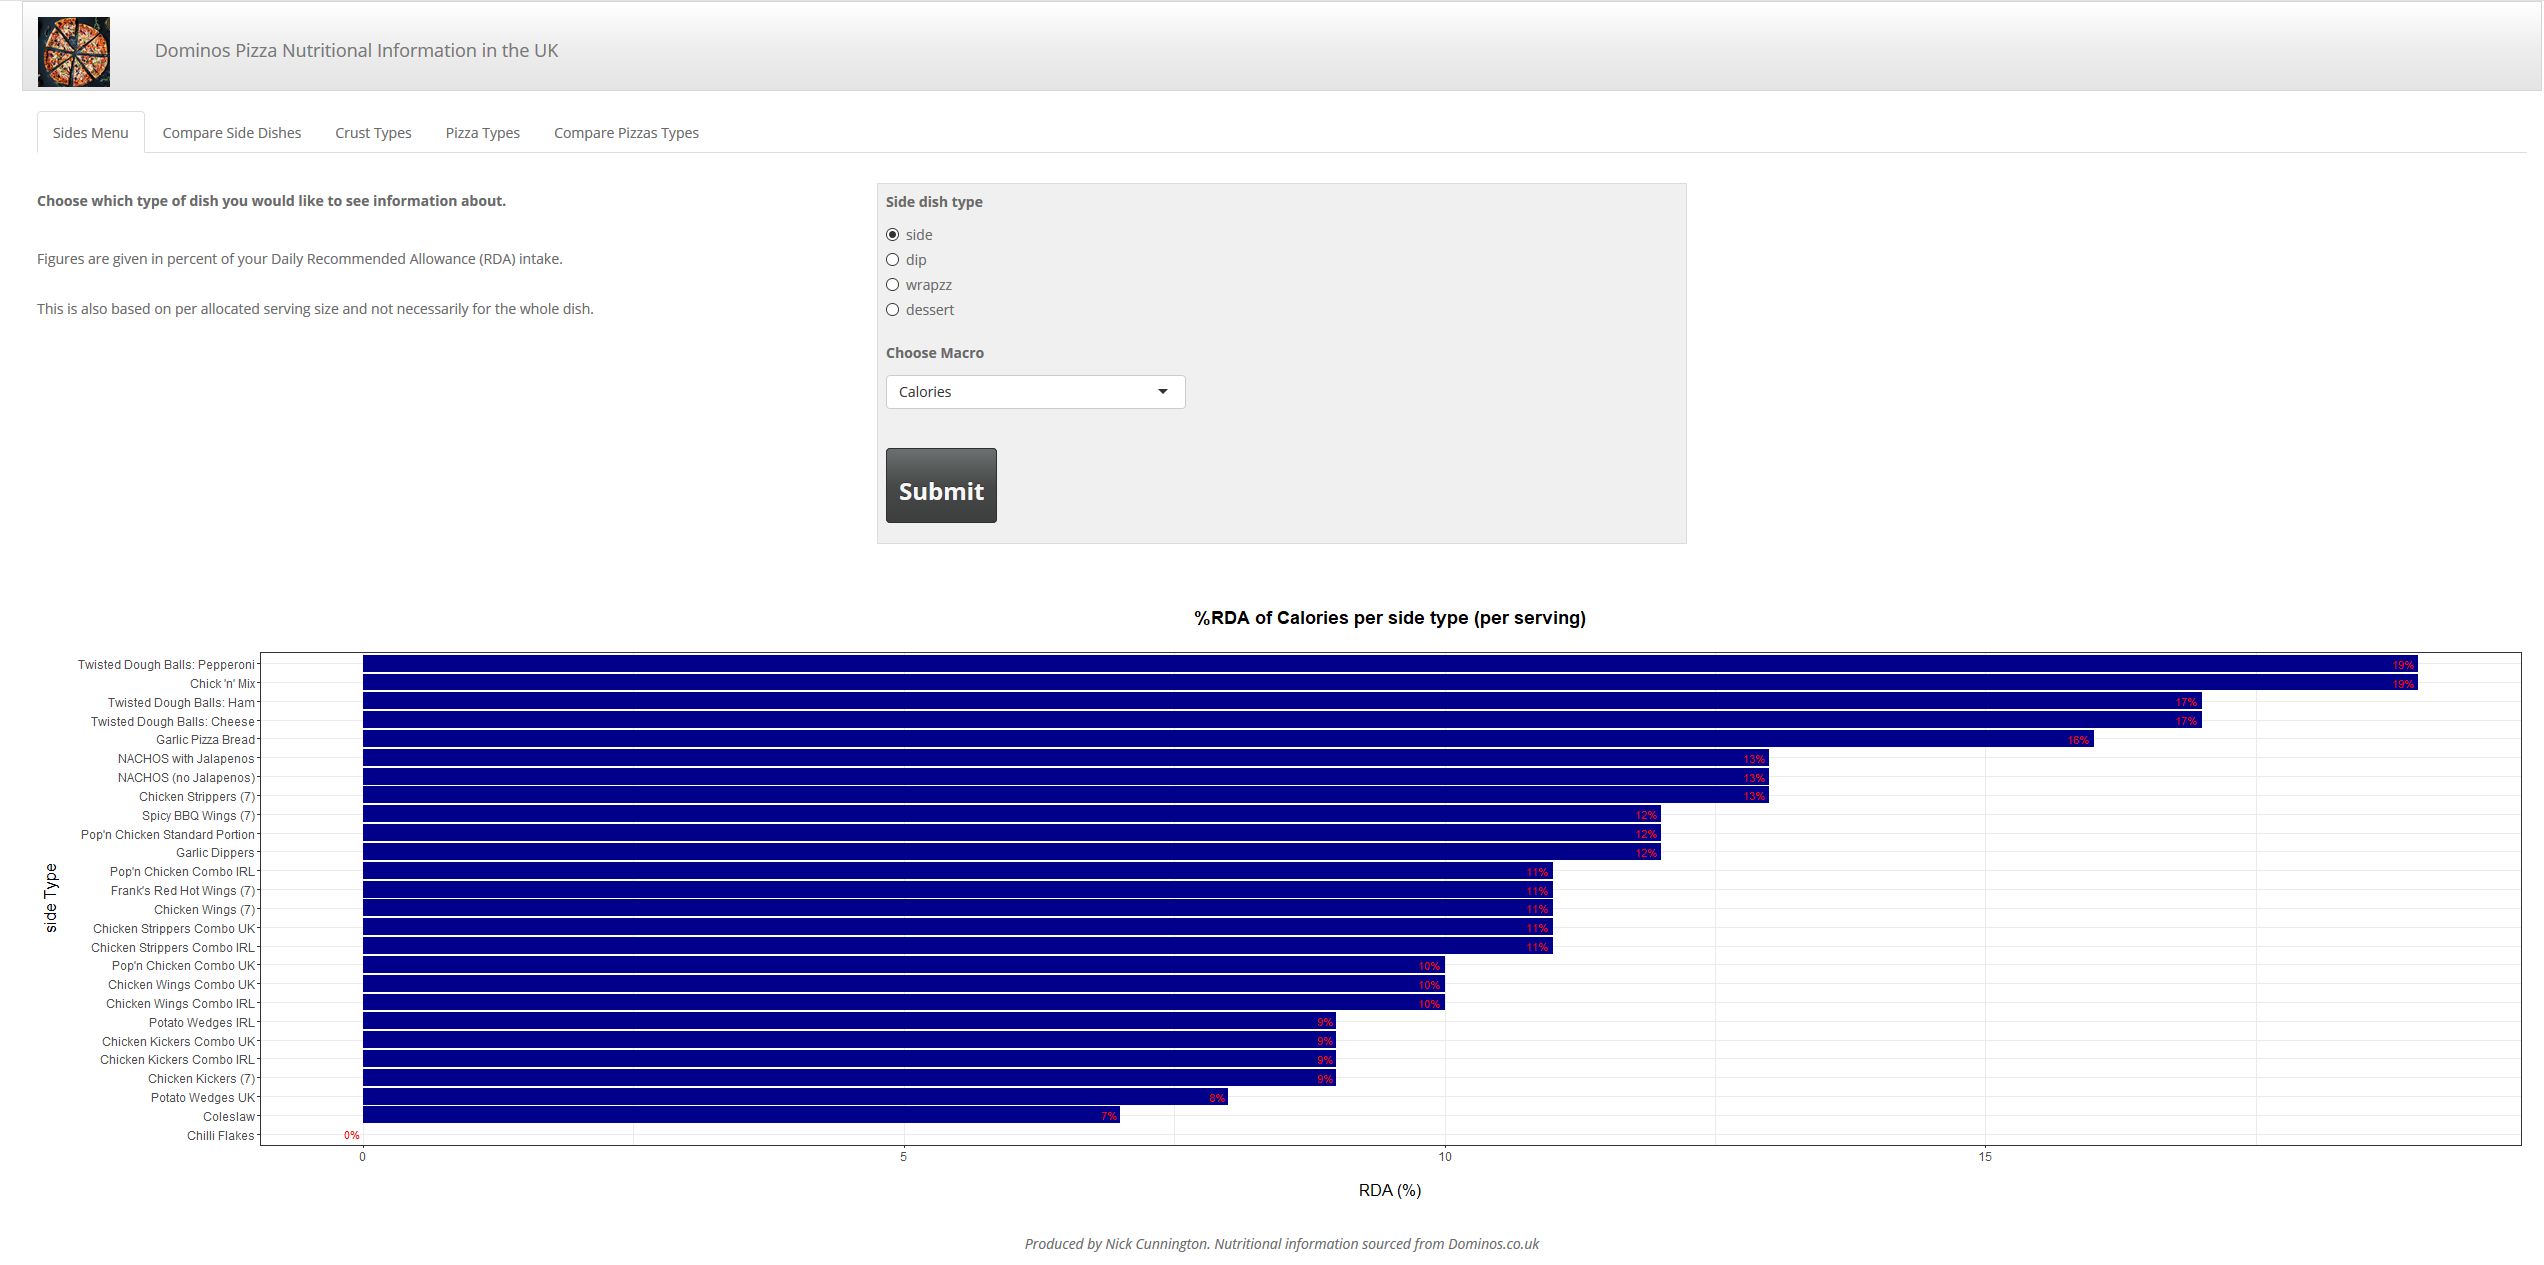 Dominos Pizza Nutritional Information in the UK
Sides Menu
Compare Side Dishes
Crust Types
Pizza Types
Compare Pizzas Types
Choose which type of dish you would like to see information about.
Figures are given in percent of your Daily Recommended Allowance (RDA) intake.
This is also based on per allocated serving size and not necessarily for the whole dish.
Side dish type
side
dip
wrapzz
dessert
Choose Macro
Calories
Submit
%RDA of Calories per side type (per serving)
side Type
Twisted Dough Balls: Pepperoni 19%
Chick 'n' Mix 19%
Twisted Dough Balls: Ham 17%
Twisted Dough Balls: Cheese 17%
Garlic Pizza Bread 16%
NACHOS with Jalapenos 13%
NACHOS (no Jalapenos) 13%
Chicken Strippers (7) 13%
Spicy BBQ Wings (7) 12%
Pop'n Chicken Standard Portion 12%
Garlic Dippers 12%
Pop'n Chicken Combo IRL 11%
Frank's Red Hot Wings (7) 11%
Chicken Wings (7) 11%
Chicken Strippers Combo UK 11%
Chicken Strippers Combo IRL 11%
Pop'n Chicken Combo UK 10%
Chicken Wings Combo UK 10%
Chicken Wings Combo IRL 10%
Potato Wedges IRL 9%
Chicken Kickers Combo UK 9%
Chicken Kickers Combo IRL 9%
Chicken Kickers (7) 9%
Potato Wedges UK 8%
Coleslaw 7%
Chilli Flakes 0%
0 5 10 15
RDA (%)
Produced by Nick Cunnington. Nutritional information sourced from Dominos.co.uk